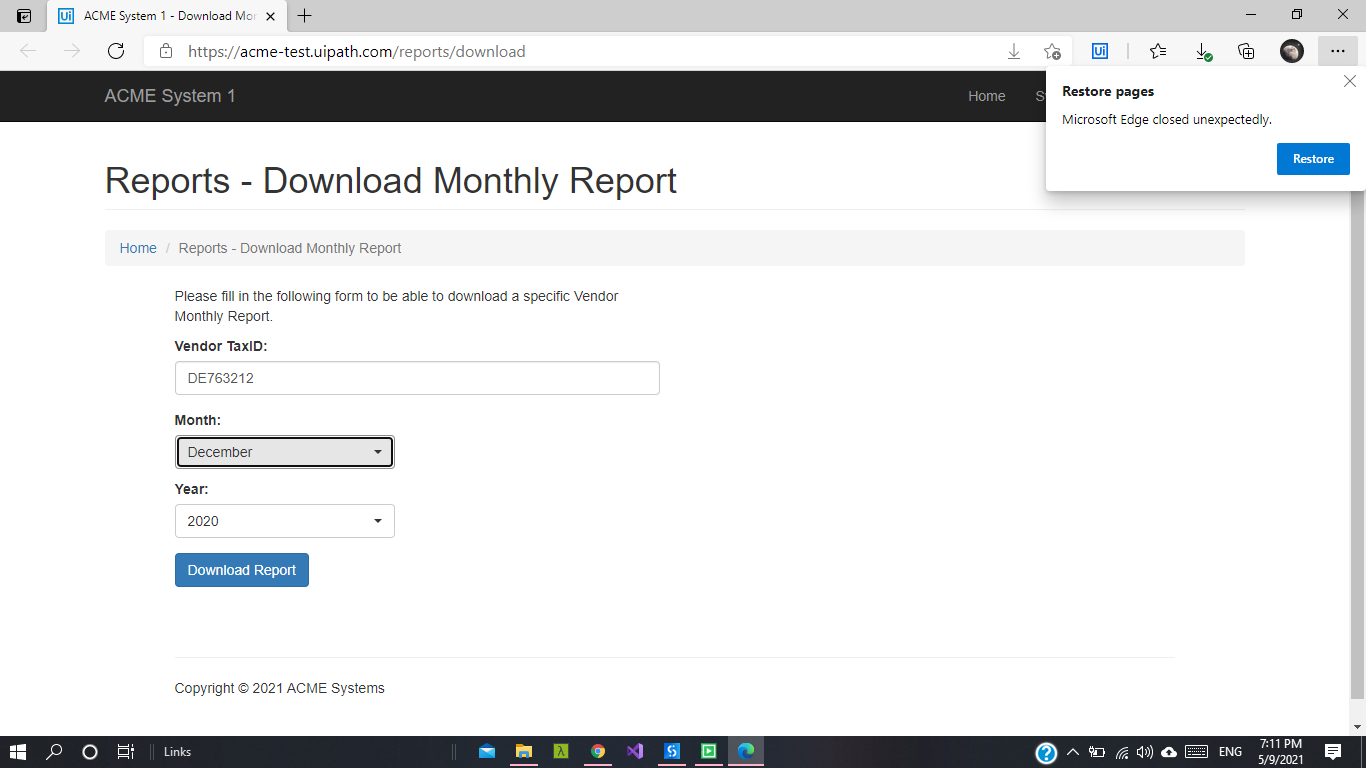 ACME System 1 - Download Mon
https://acme-test.uipath.com/reports/download
Ui
Restore pages
Microsoft Edge closed unexpectedly.
Restore
ACME System 1
Home
Reports - Download Monthly Report
Home / Reports - Download Monthly Report
Please fill in the following form to be able to download a specific Vendor
Monthly Report.
Vendor TaxID:
DE763212
Month:
December
Year:
2020
Download Report
Copyright © 2021 ACME Systems
Links
ENG
7:11 PM
5/9/2021